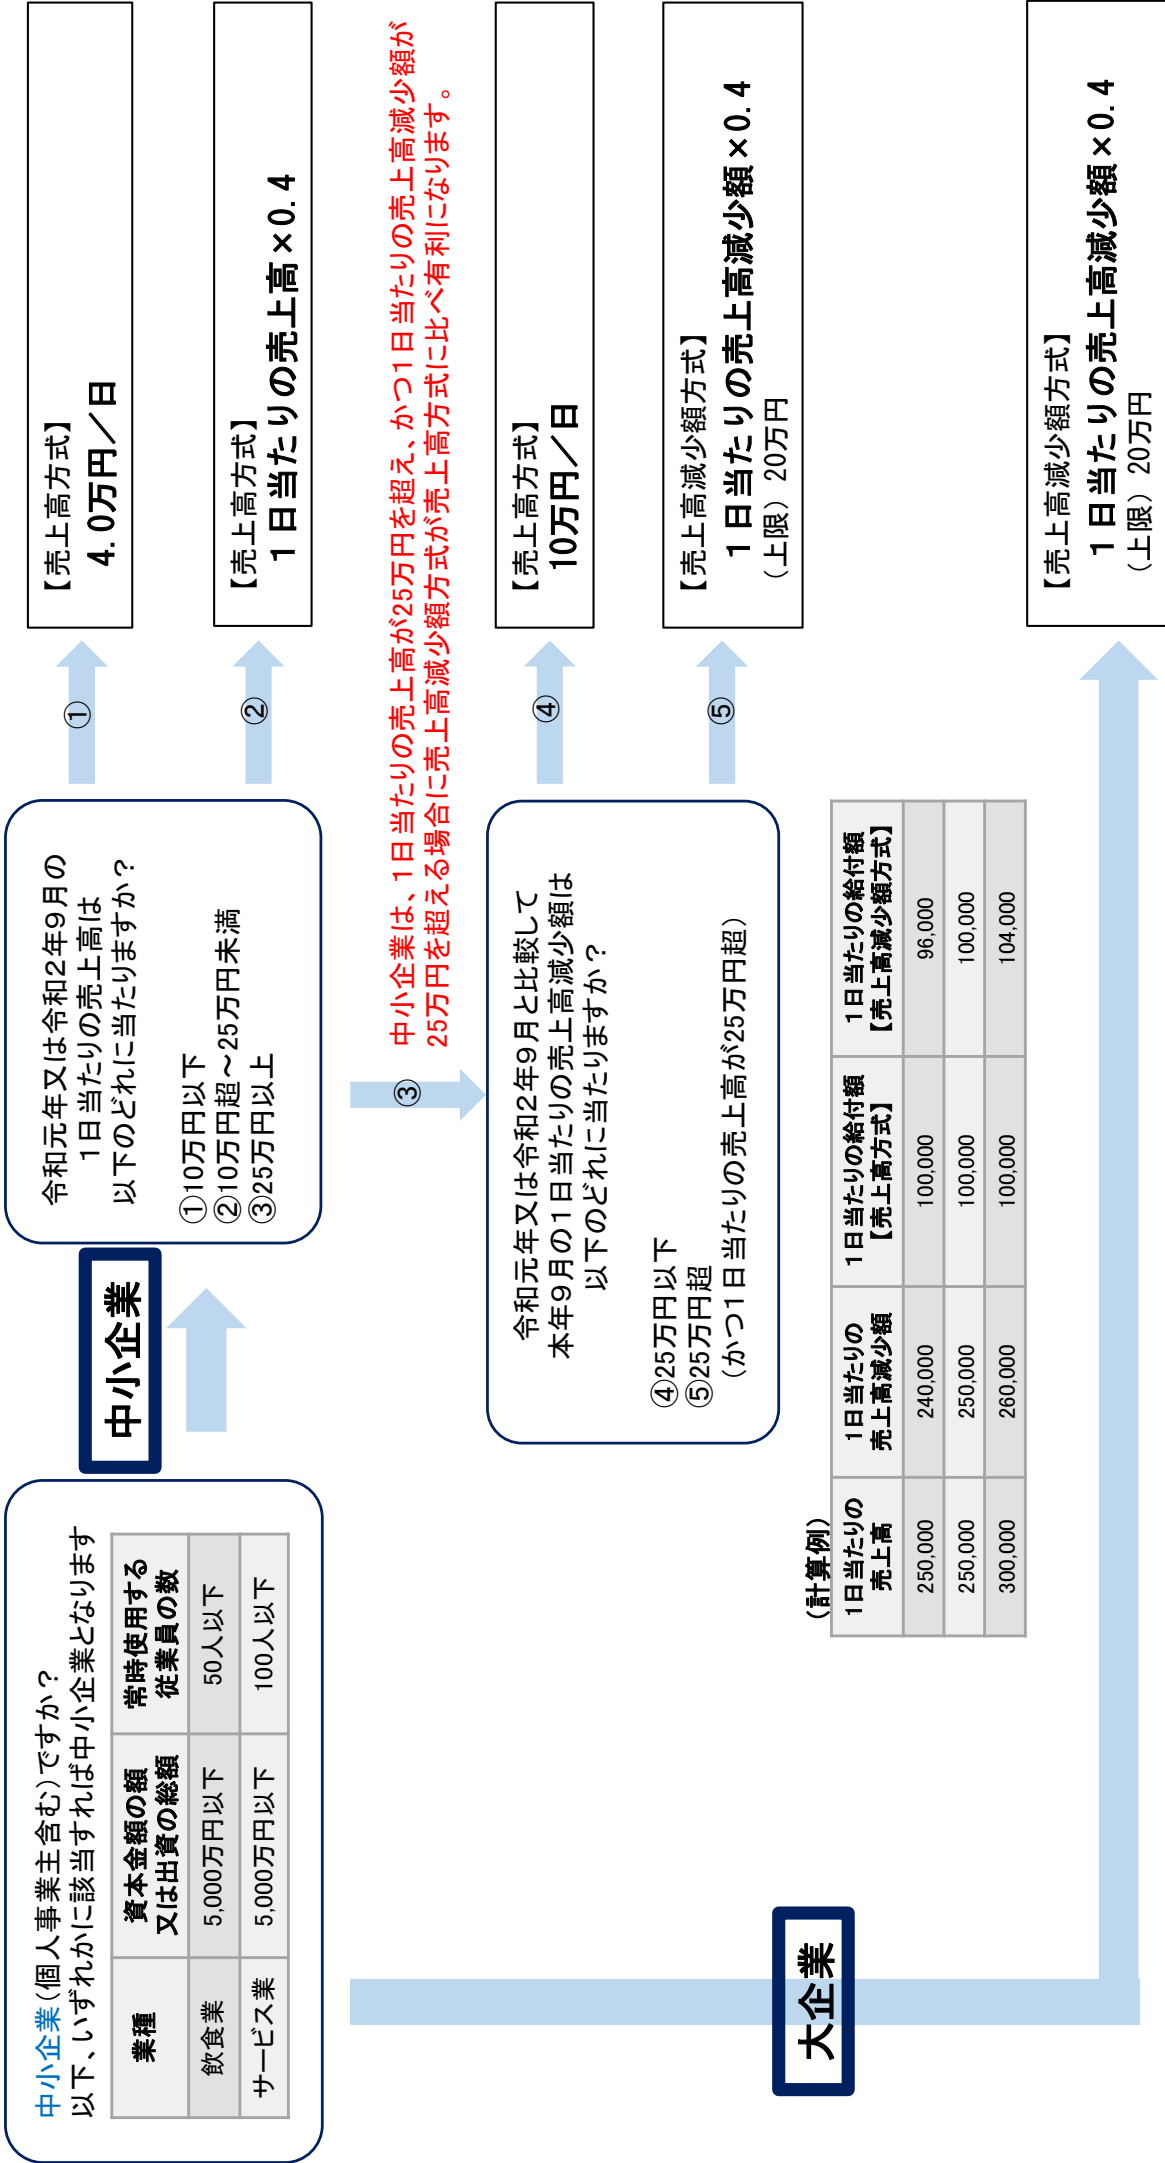 中小企業(個人事業主含む)ですか？
以下、いずれかに該当すれば中小企業となります
業種 資本金額の額 又は出資の総額 常時使用する 従業員の数
飲食業 5,000万円以下 50人以下
サービス業 5,000万円以下 100人以下
中小企業
令和元年又は令和2年9月の
1日当たりの売上高は
以下のどれに当たりますか？
①10万円以下
②10万円超～25万円未満
③25万円以上
①
【売上高方式】
4.0万円／日
②
【売上高方式】
1日当たりの売上高×0.4
③
中小企業は、1日当たりの売上高が25万円を超え、かつ1日当たりの売上高減少額が
25万円を超える場合に売上高減少額方式が売上高方式に比べ有利になります。
令和元年又は令和2年9月と比較して
本年9月の1日当たりの売上高減少額は
以下のどれに当たりますか？
④25万円以下
⑤25万円超
(かつ1日当たりの売上高が25万円超)
④
【売上高方式】
10万円／日
⑤
【売上高減少額方式】
1日当たりの売上高減少額×0.4
(上限) 20万円
(計算例)
1日当たりの 売上高 1日当たりの 売上高減少額 1日当たりの給付額 【売上高方式】 1日当たりの給付額 【売上高減少額方式】
250,000 240,000 100,000 96,000
250,000 250,000 100,000 100,000
300,000 260,000 100,000 104,000
大企業
【売上高減少額方式】
1日当たりの売上高減少額×0.4
(上限) 20万円